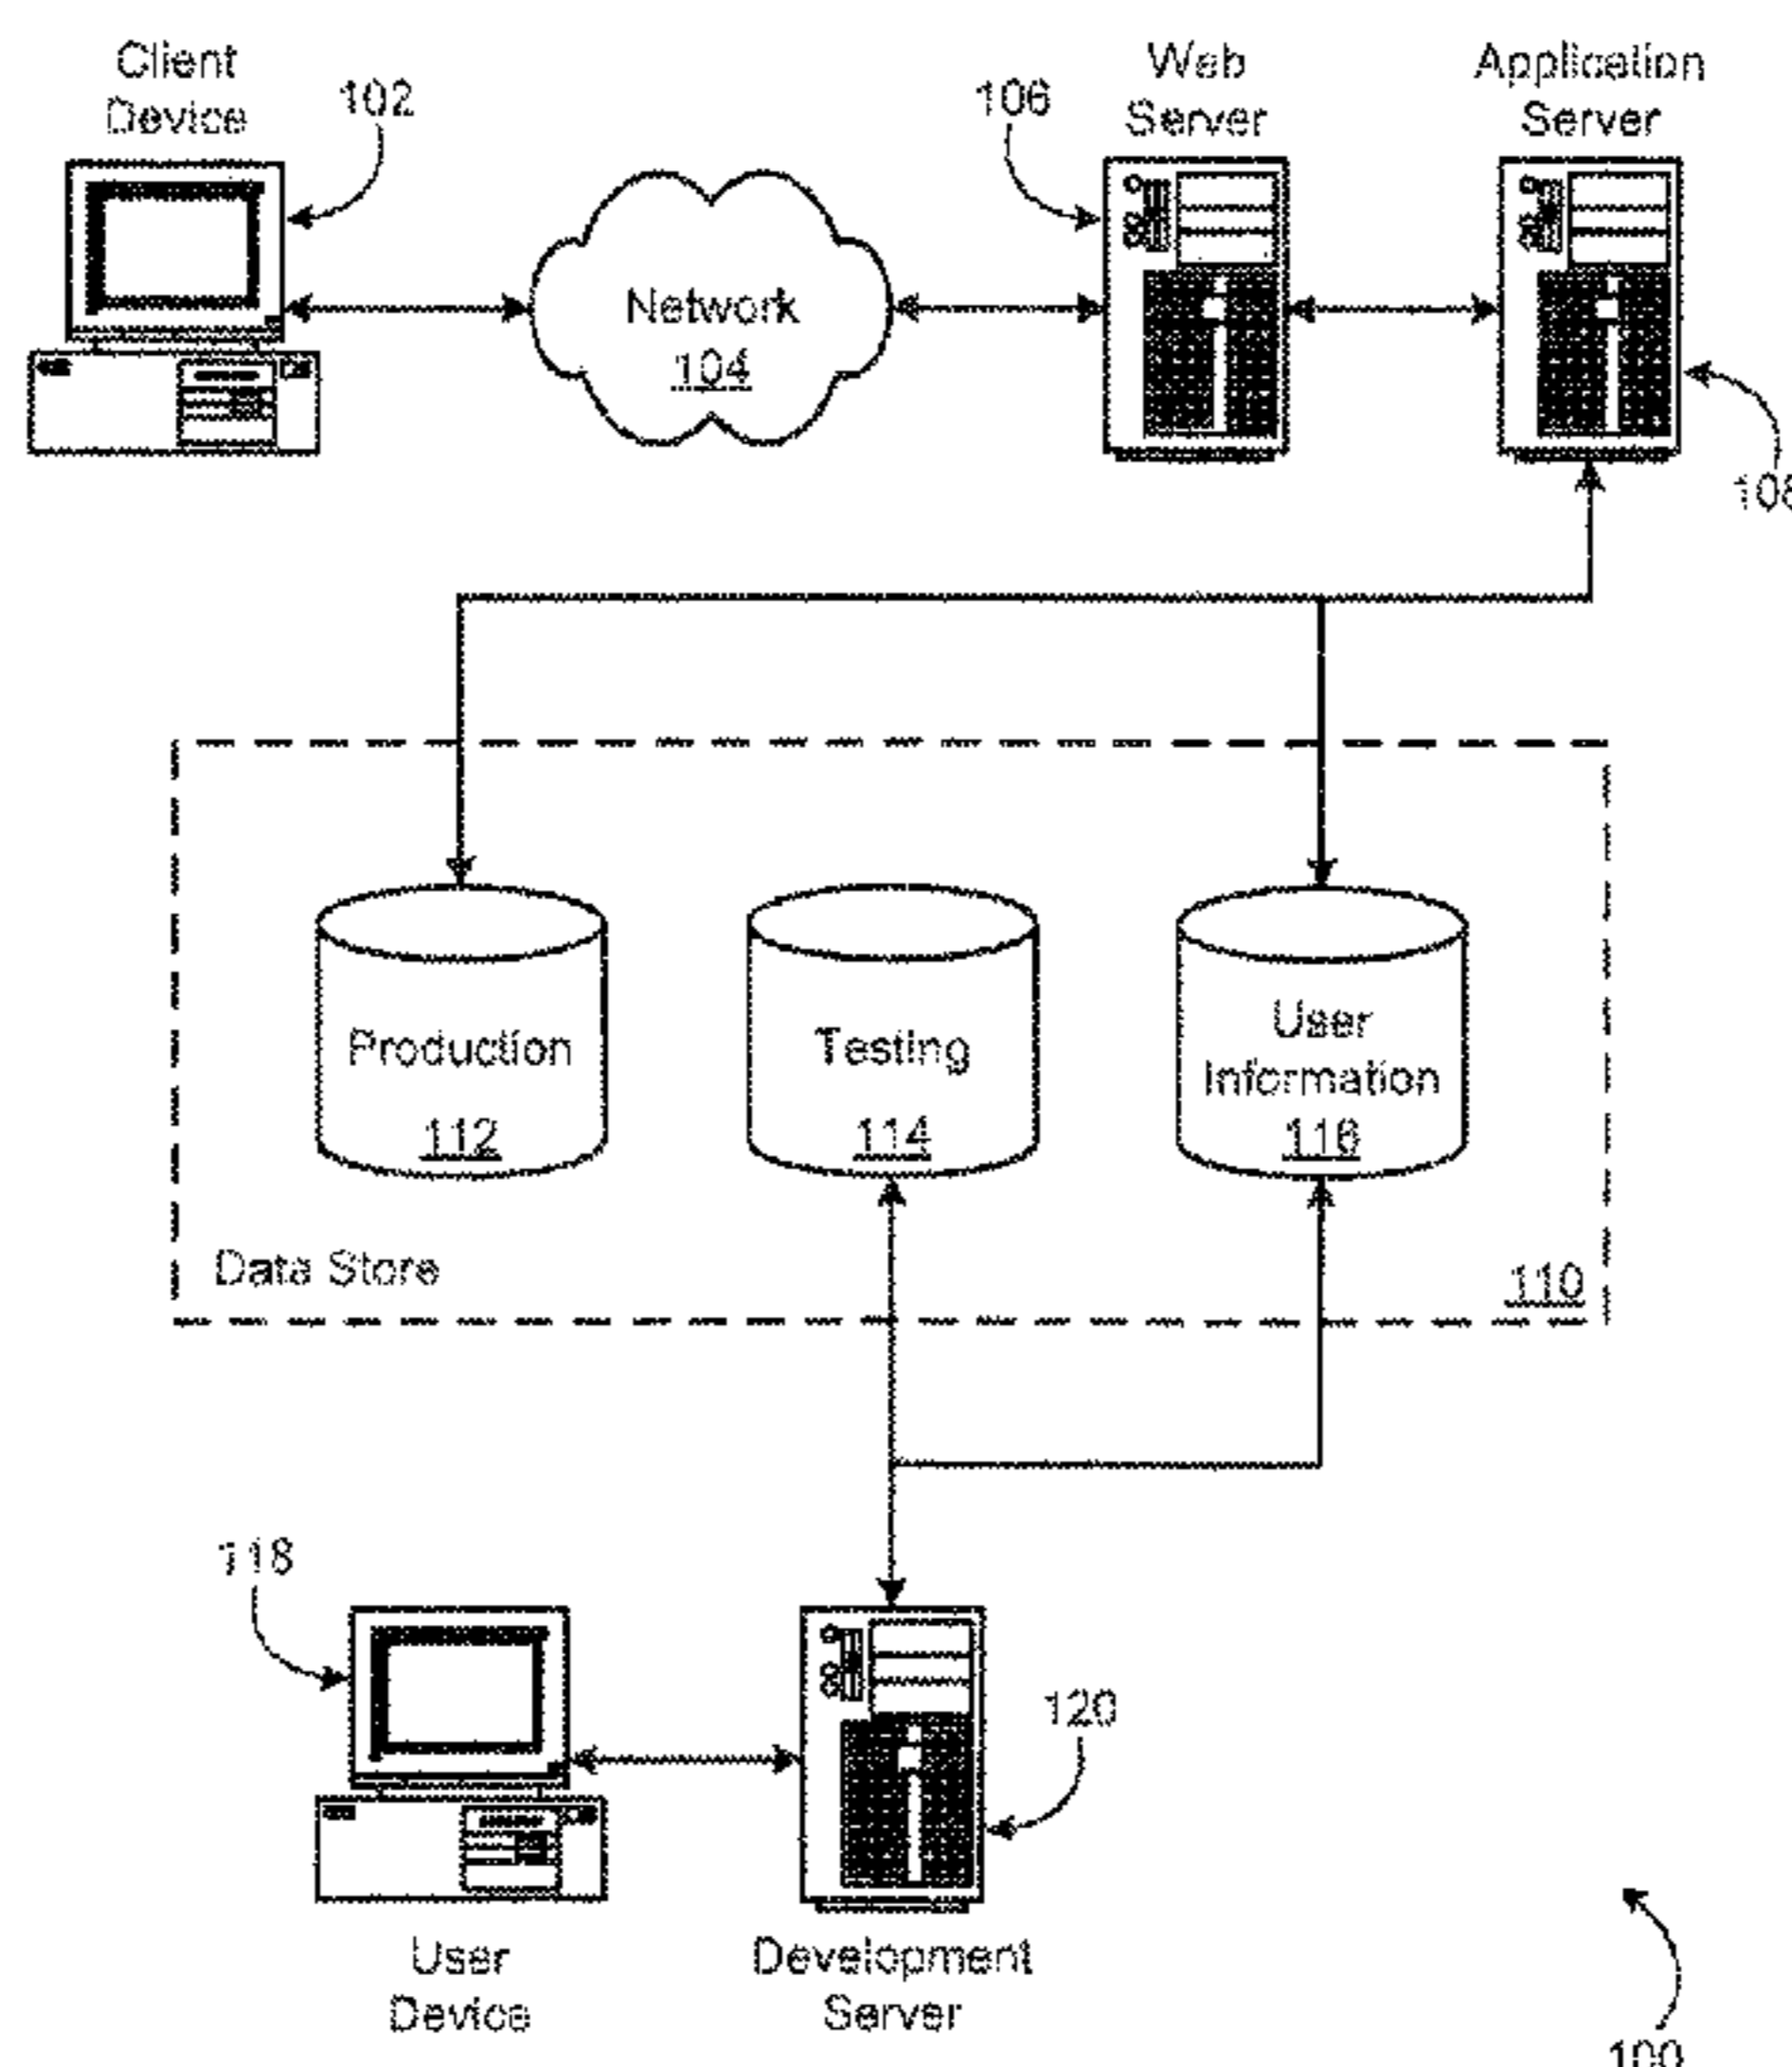 Client
Device
102
106
Web
Server
Application
Server
Network
104
108
Production
112
Testing
114
User
Information
116
Data Store
110
118
120
User
Device
Development
Server
100